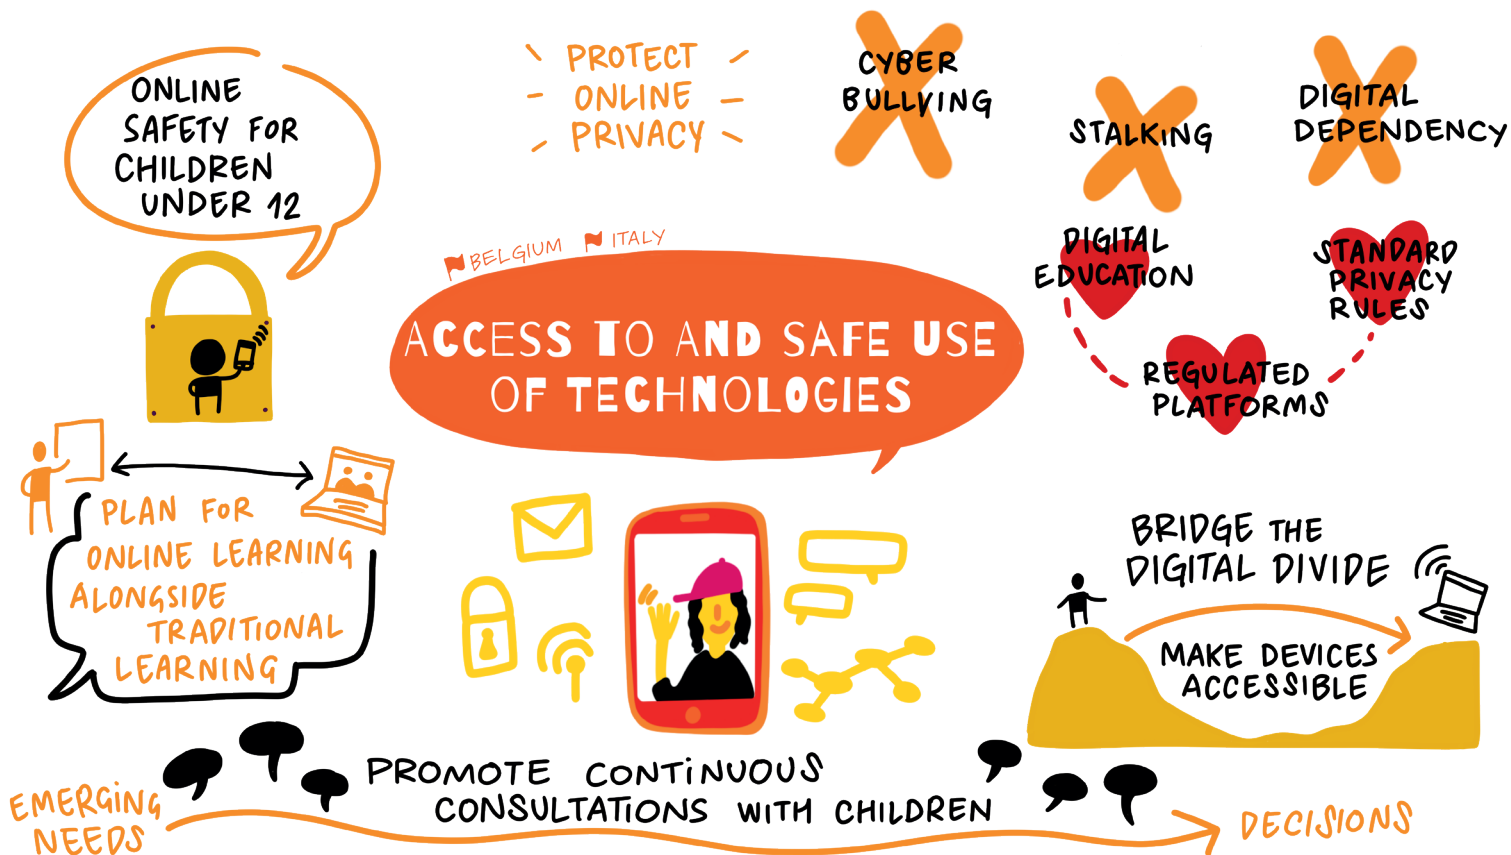 ONLINE
SAFETY FOR
CHILDREN
UNDER 12
PROTECT
ONLINE
PRIVACY
CYBER
BULLYING
STALKING
DIGITAL
DEPENDENCY
BELGIUM ITALY
ACCESS TO AND SAFE USE
OF TECHNOLOGIES
DIGITAL
EDUCATION
STANDARD
PRIVACY
RULES
REGULATED
PLATFORMS
PLAN FOR
ONLINE LEARNING
ALONGSIDE
TRADITIONAL
LEARNING
BRIDGE THE
DIGITAL DIVIDE
MAKE DEVICES
ACCESSIBLE
EMERGING
NEEDS
PROMOTE CONTINUOUS
CONSULTATIONS WITH CHILDREN
DECISIONS